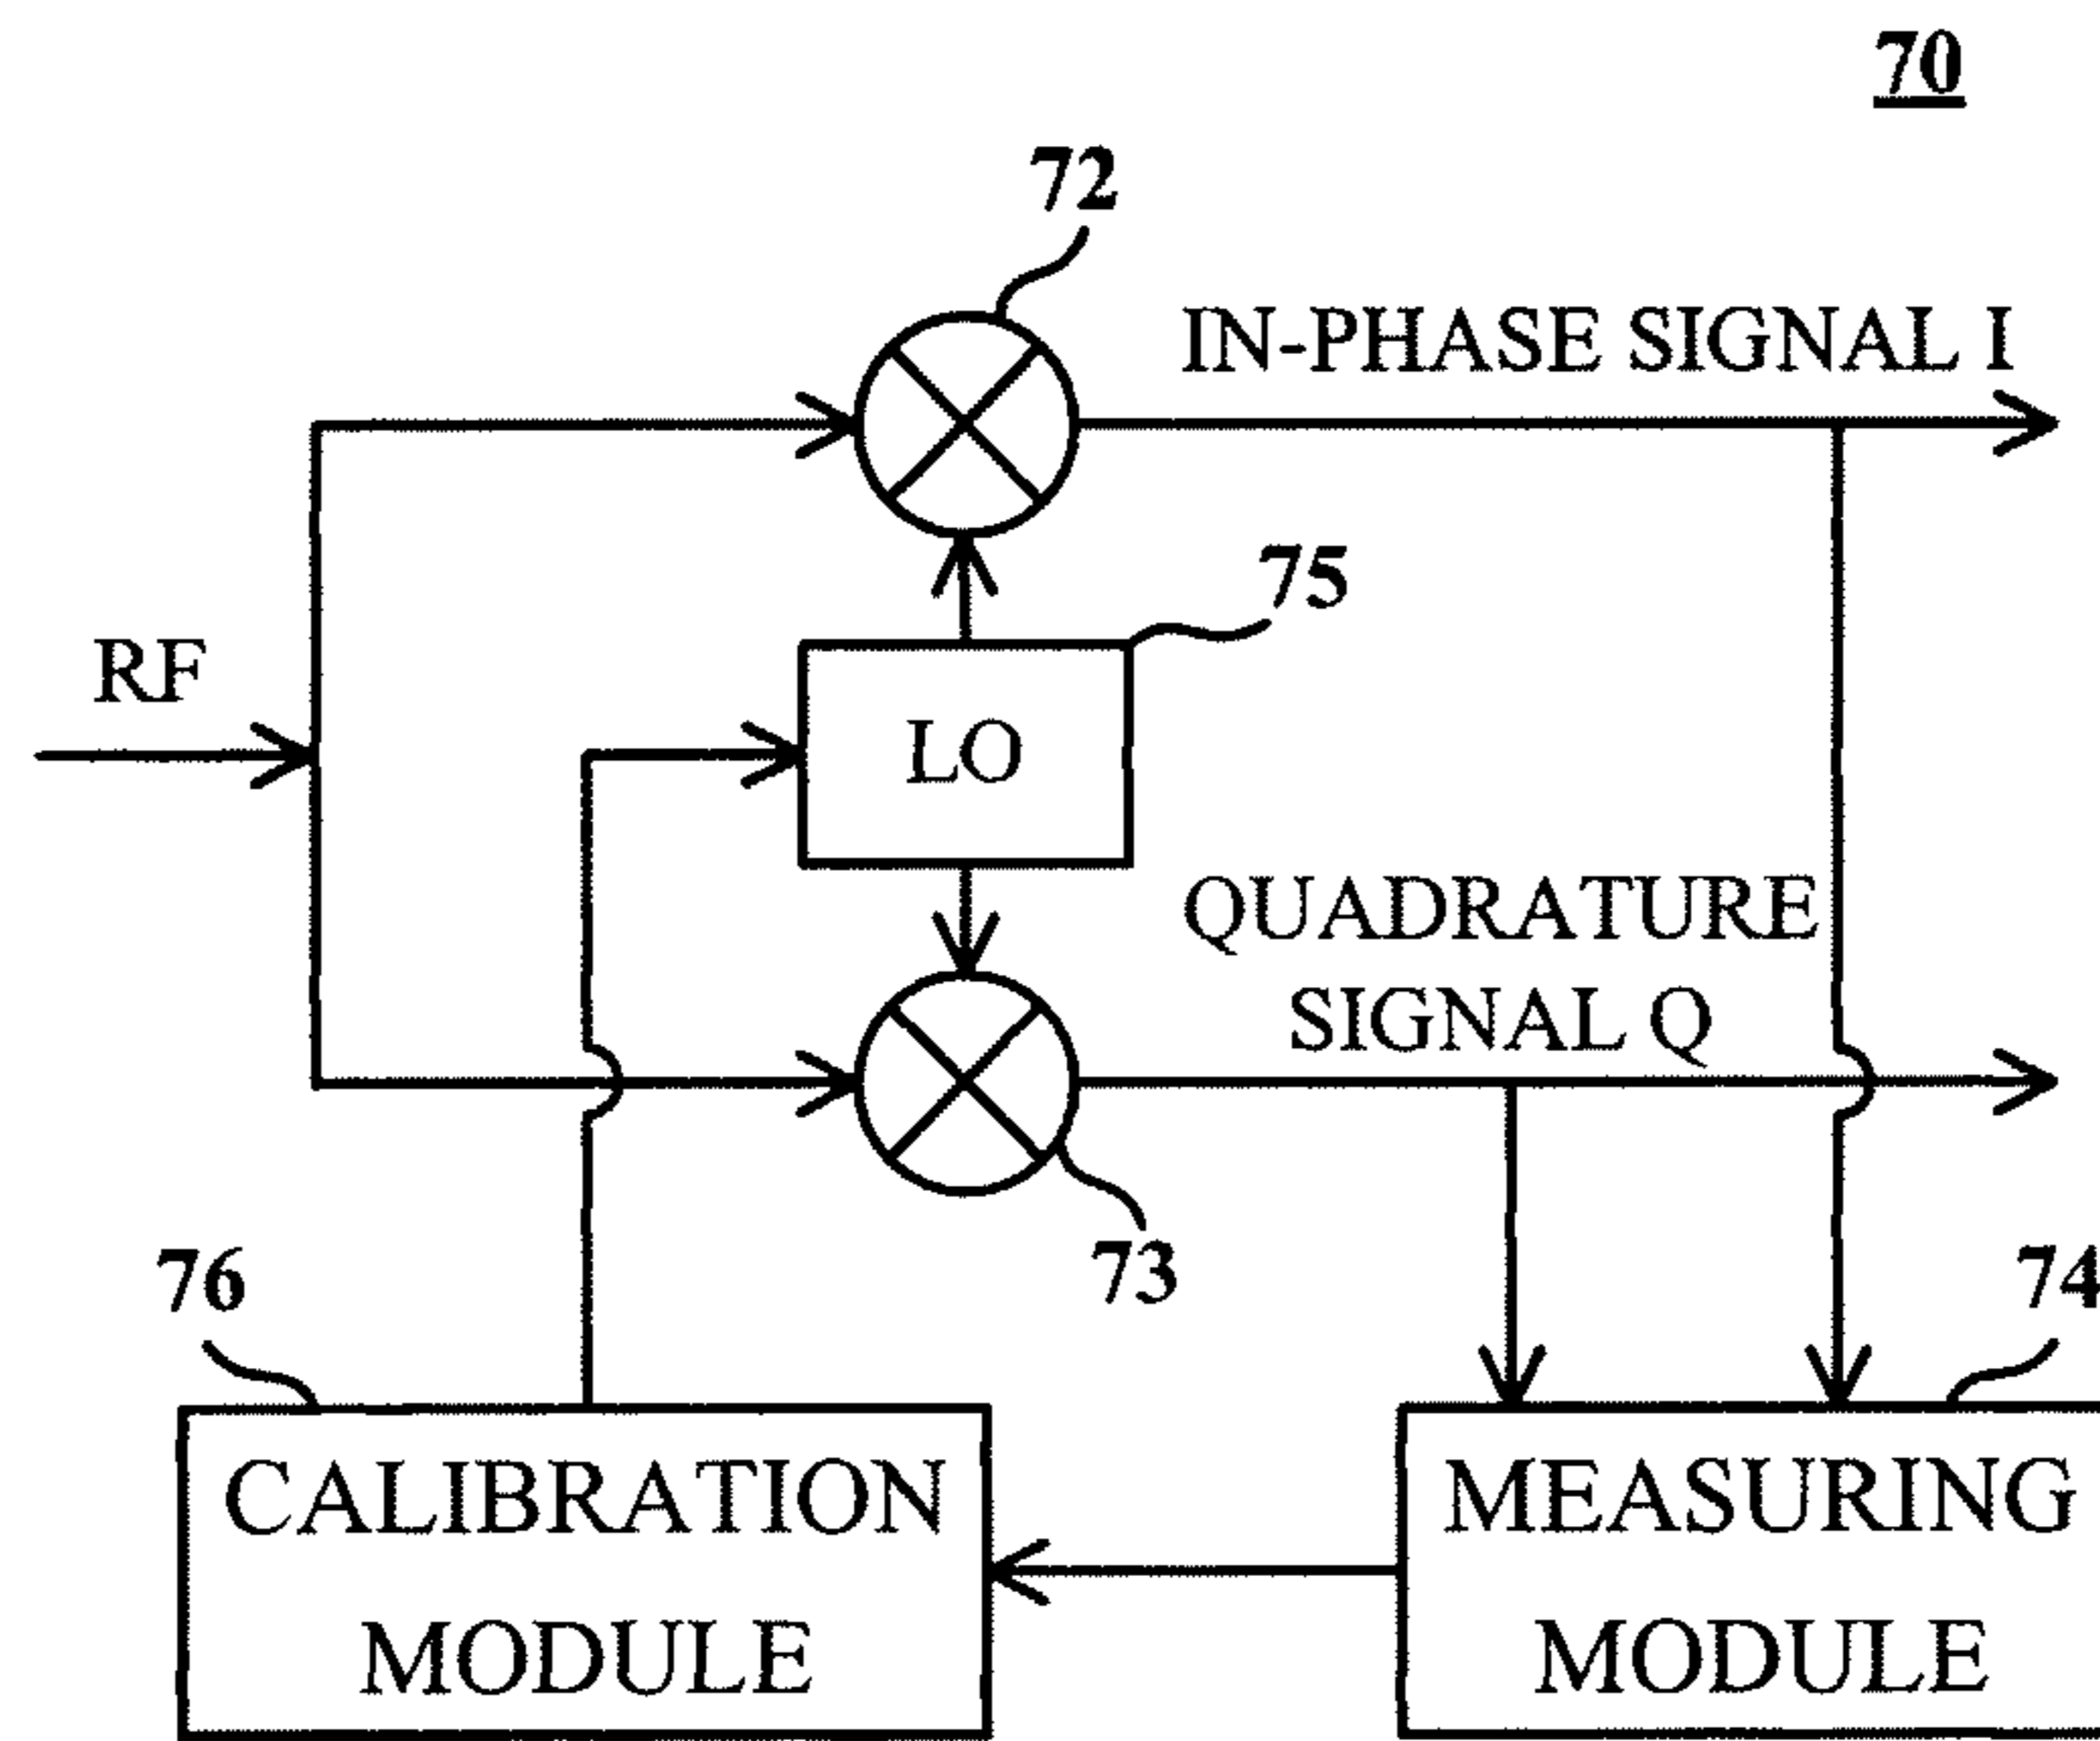 70
72
IN-PHASE SIGNAL I
75
RF
LO
QUADRATURE
SIGNAL Q
73
76
74
CALIBRATION
MODULE
MEASURING
MODULE